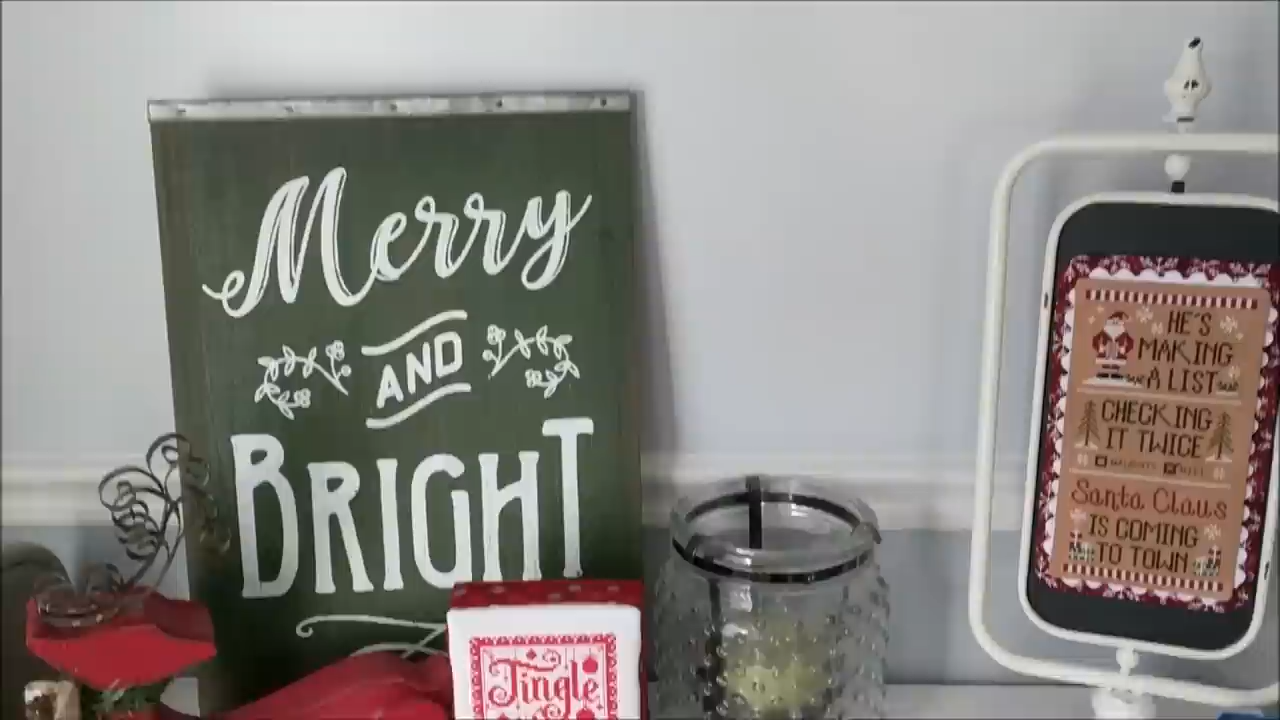 Merry
AND
BRIGHT
Jingle
HE'S
MAKING
A LIST
CHECKING
IT TWICE
Santa Claus
IS COMING
TO TOWN